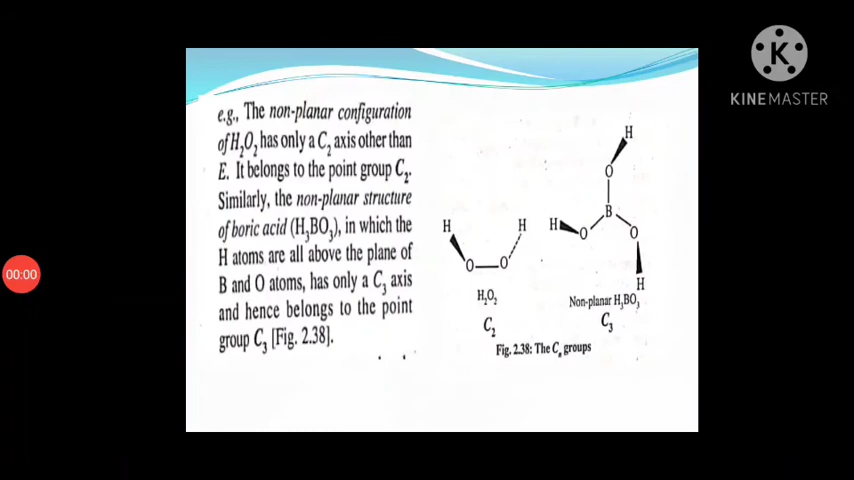 KINEMASTER
e.g., The non-planar configuration
of H₂O₂ has only a C₂ axis other than
E. It belongs to the point group C₂.
Similarly, the non-planar structure
of boric acid (H₃BO₃), in which the
H atoms are all above the plane of
B and O atoms, has only a C₃ axis
and hence belongs to the point
group C₃ [Fig. 2.38].
H H
O O
H₂O₂
C₂
H
O
B
H O O
H
Non-planar H₃BO₃
C₃
Fig. 2.38: The Cₙ groups
00:00